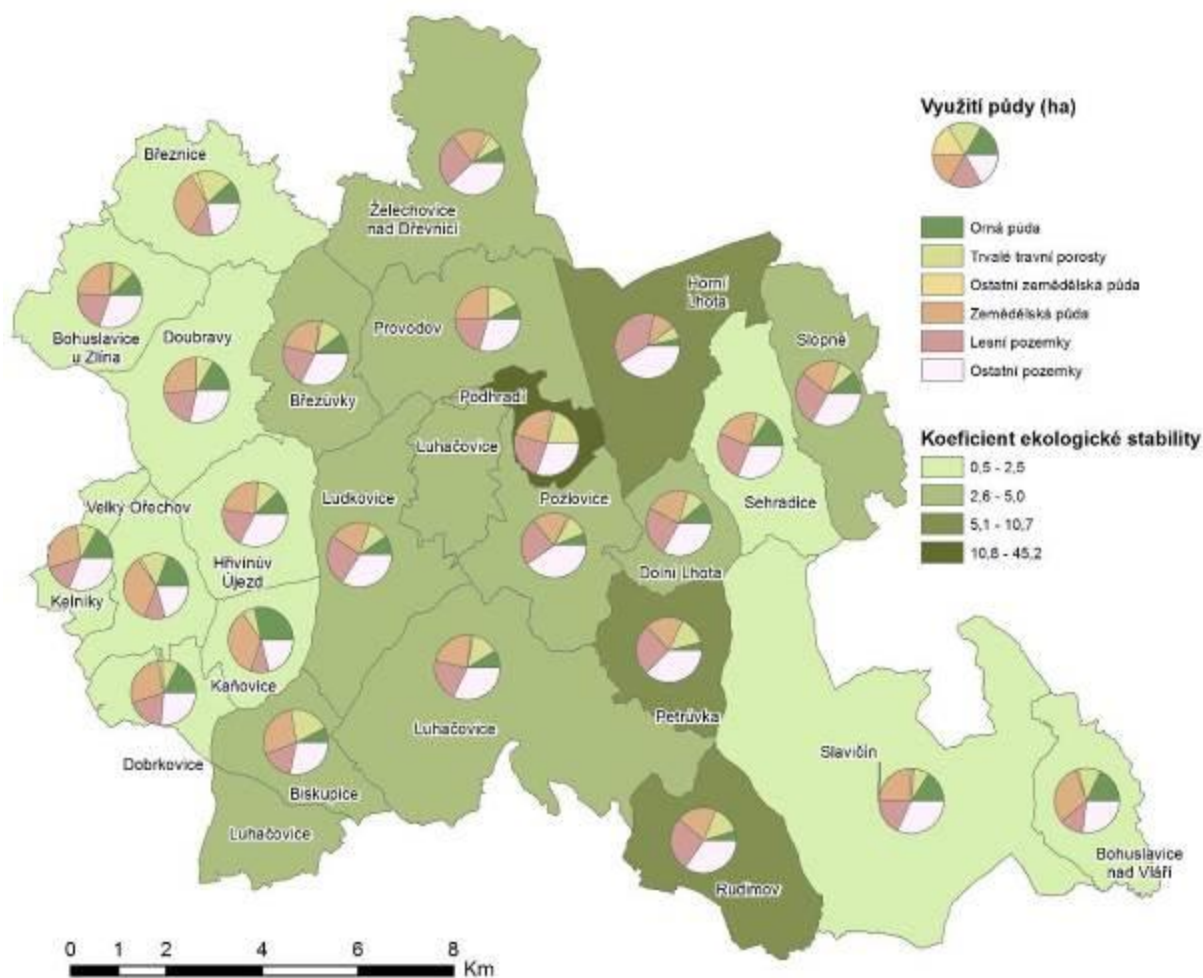 Využití půdy (ha)
Orná půda
Trvalé travní porosty
Ostatní zemědělská půda
Zemědělská půda
Lesní pozemky
Ostatní pozemky
Koeficient ekologické stability
0,5 - 2,5
2,6 - 5,0
5,1 - 10,7
10,8 - 45,2
Březnice
Želechovice
nad Dřevnicí
Bohuslavice
u Zlína
Doubravy
Provodov
Horní
Lhota
Slopné
Březůvky
Podhradí
Luhačovice
Velký Ořechov
Ludkovice
Pozlovice
Sehradice
Hřivínův
Újezd
Dolní Lhota
Kelníky
Kaňovice
Petrůvka
Luhačovice
Slavičín
Dobrkovice
Biskupice
Luhačovice
Rudimov
Bohuslavice
nad Vláří
0 1 2 4 6 8
Km